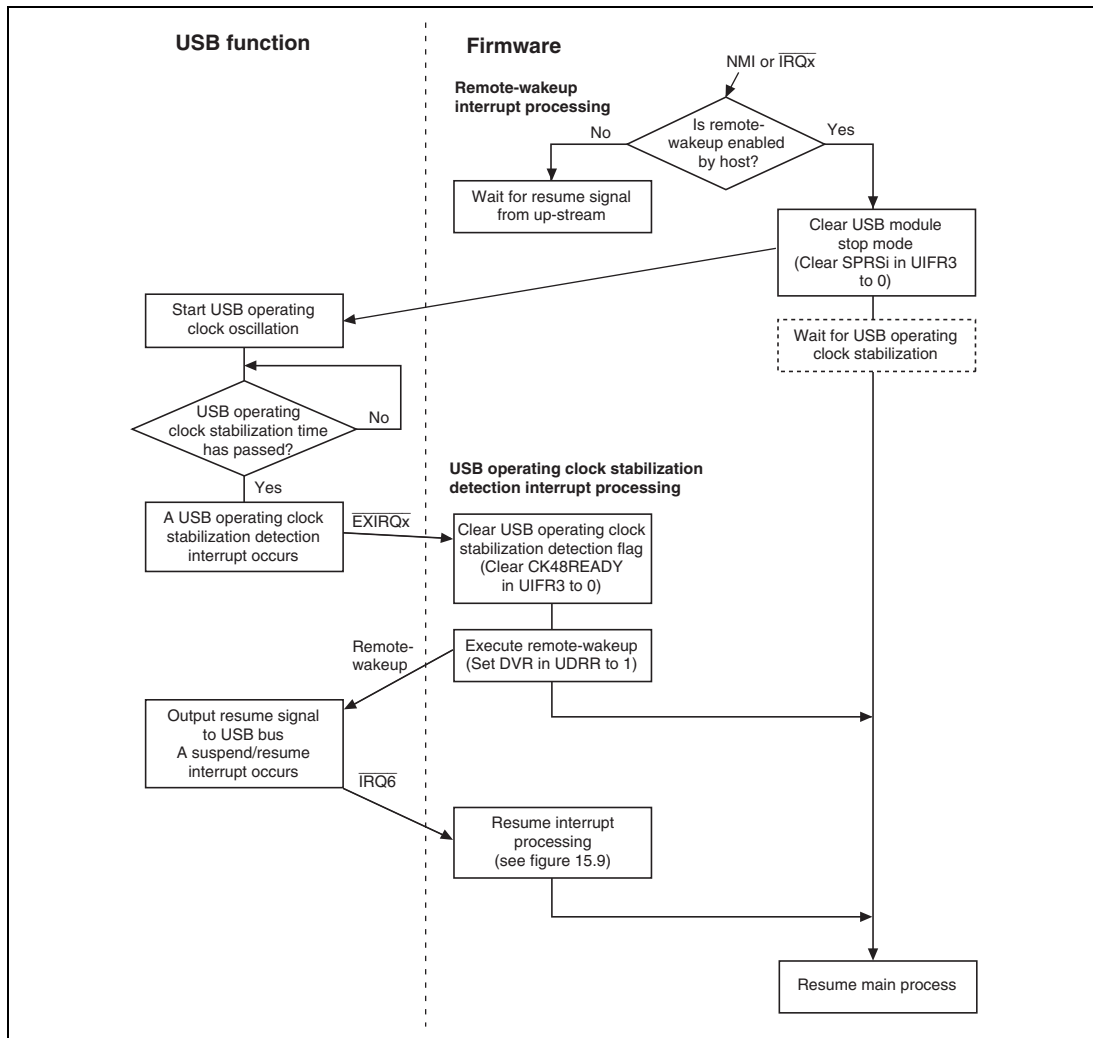 USB function
Firmware
NMI or IRQx
Remote-wakeup
interrupt processing
Is remote-
wakeup enabled
by host?
No
Yes
Wait for resume signal
from up-stream
Clear USB module
stop mode
(Clear SPRSi in UIFR3
to 0)
Start USB operating
clock oscillation
Wait for USB operating
clock stabilization
USB operating
clock stabilization time
has passed?
No
Yes
USB operating clock stabilization
detection interrupt processing
A USB operating clock
stabilization detection
interrupt occurs
EXIRQx
Clear USB operating clock
stabilization detection flag
(Clear CK48READY
in UIFR3 to 0)
Remote-
wakeup
Execute remote-wakeup
(Set DVR in UDRR to 1)
Output resume signal
to USB bus
A suspend/resume
interrupt occurs
IRQ6
Resume interrupt
processing
(see figure 15.9)
Resume main process